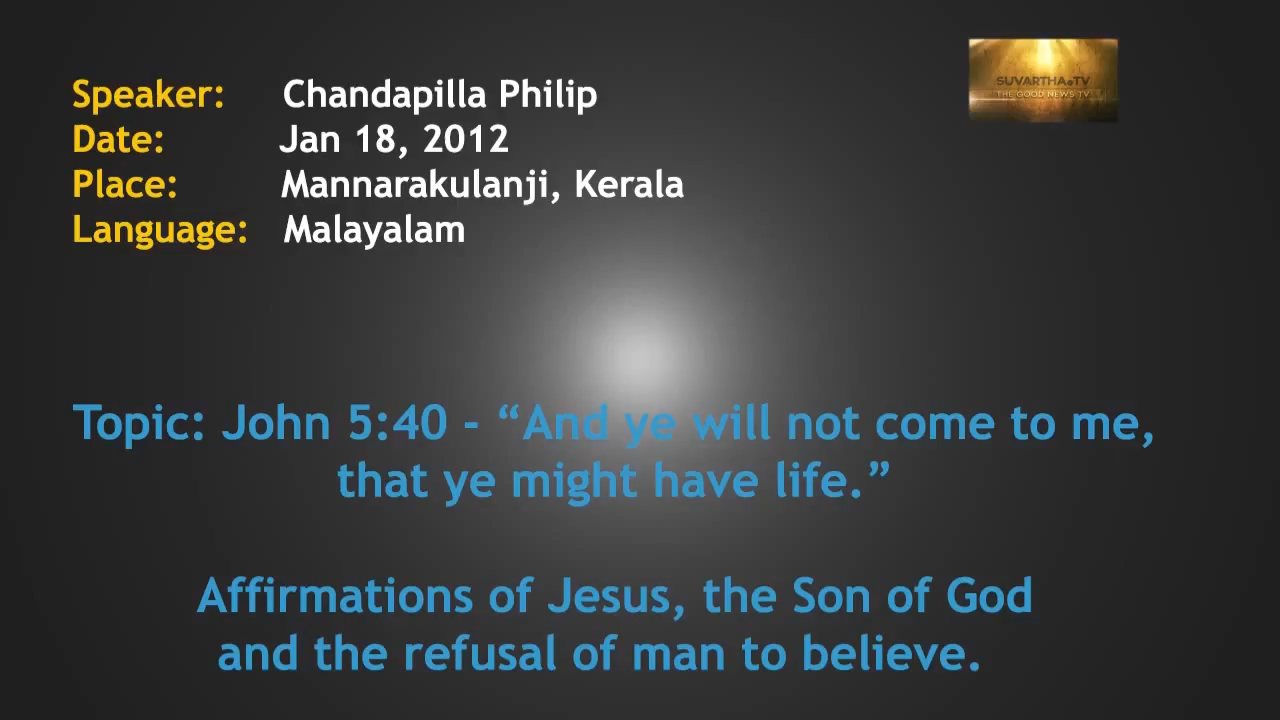 Speaker: Chandapilla Philip
Date: Jan 18, 2012
Place: Mannarakulanji, Kerala
Language: Malayalam
SUVARTHA.TV
THE GOOD NEWS TV
Topic: John 5:40 - “And ye will not come to me,
that ye might have life.”
Affirmations of Jesus, the Son of God
and the refusal of man to believe.